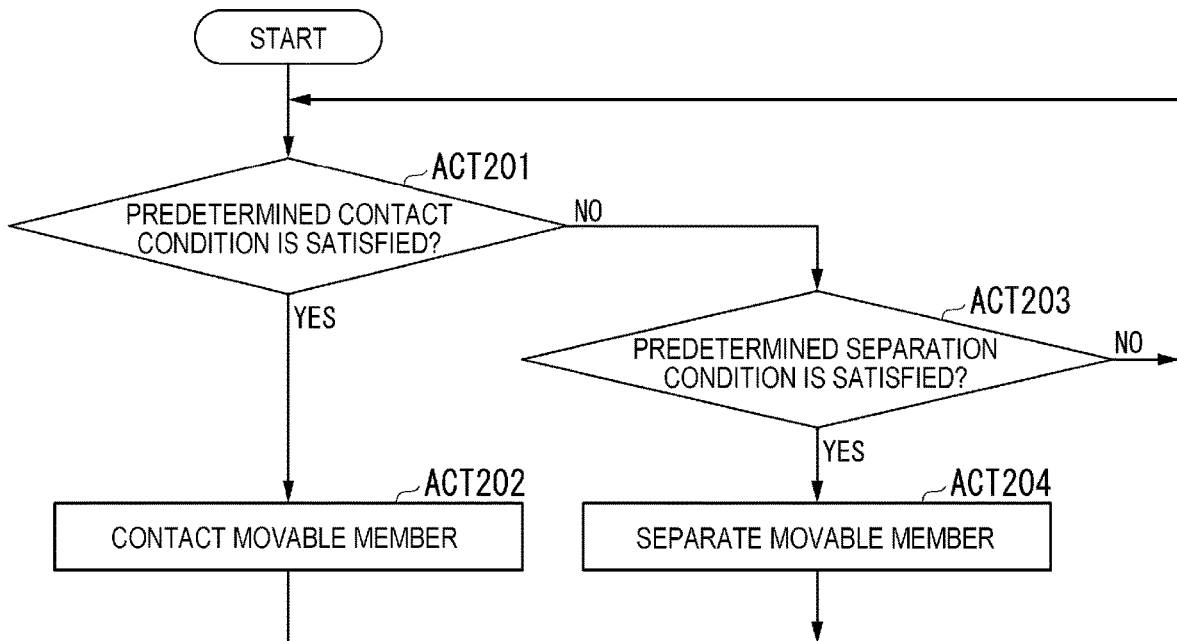 START
ACT201
PREDETERMINED CONTACT
CONDITION IS SATISFIED?
NO
YES
ACT203
PREDETERMINED SEPARATION
CONDITION IS SATISFIED?
NO
YES
ACT202
CONTACT MOVABLE MEMBER
ACT204
SEPARATE MOVABLE MEMBER